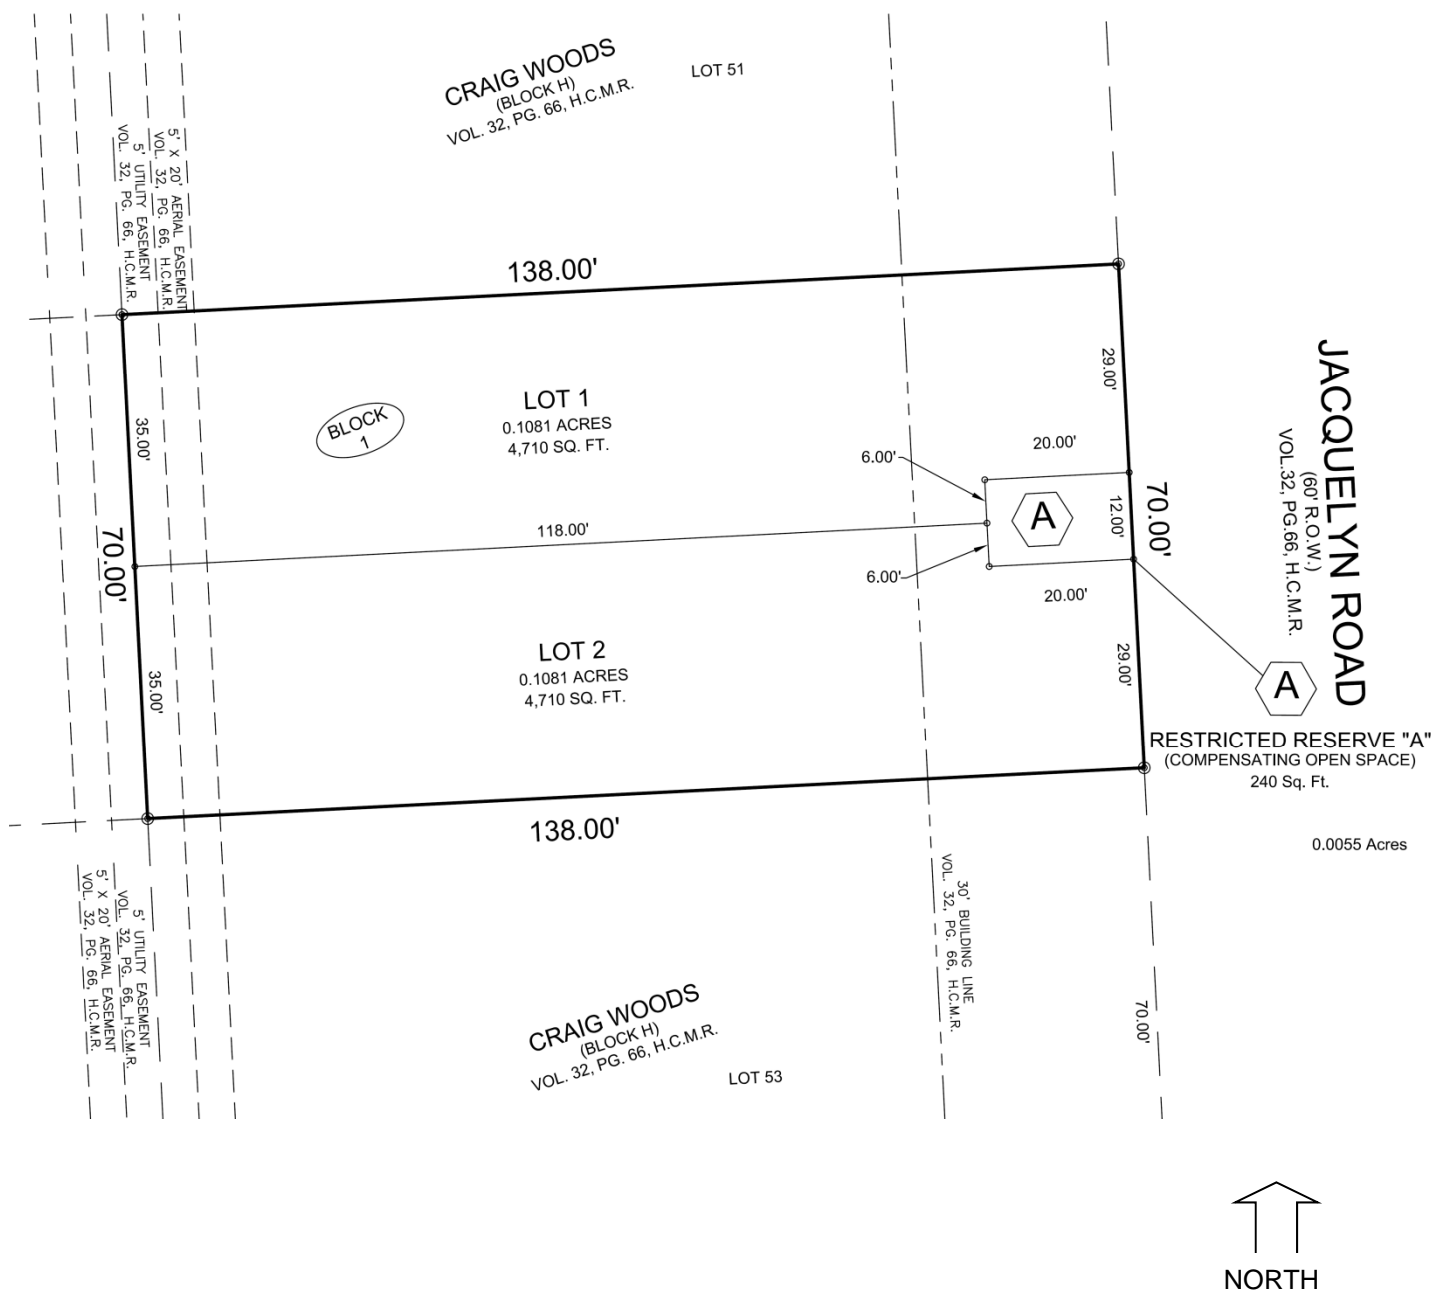 CRAIG WOODS
(BLOCK H)
VOL. 32, PG. 66, H.C.M.R.
LOT 51
5' X 20' AERIAL EASEMENT
VOL. 32, PG. 66, H.C.M.R.
5' UTILITY EASEMENT
VOL. 32, PG. 66, H.C.M.R.
138.00'
29.00'
JACQUELYN ROAD
(60' R.O.W.)
VOL.32, PG.66, H.C.M.R.
LOT 1
0.1081 ACRES
4,710 SQ. FT.
BLOCK
1
35.00'
20.00'
6.00'
A
12.00'
70.00'
118.00'
70.00'
6.00'
20.00'
LOT 2
0.1081 ACRES
4,710 SQ. FT.
35.00'
29.00'
A
RESTRICTED RESERVE "A"
(COMPENSATING OPEN SPACE)
240 Sq. Ft.
0.0055 Acres
138.00'
5' UTILITY EASEMENT
VOL. 32, PG. 66, H.C.M.R.
5' X 20' AERIAL EASEMENT
VOL. 32, PG. 66, H.C.M.R.
30' BUILDING LINE
VOL. 32, PG. 66, H.C.M.R.
70.00'
CRAIG WOODS
(BLOCK H)
VOL. 32, PG. 66, H.C.M.R.
LOT 53
NORTH